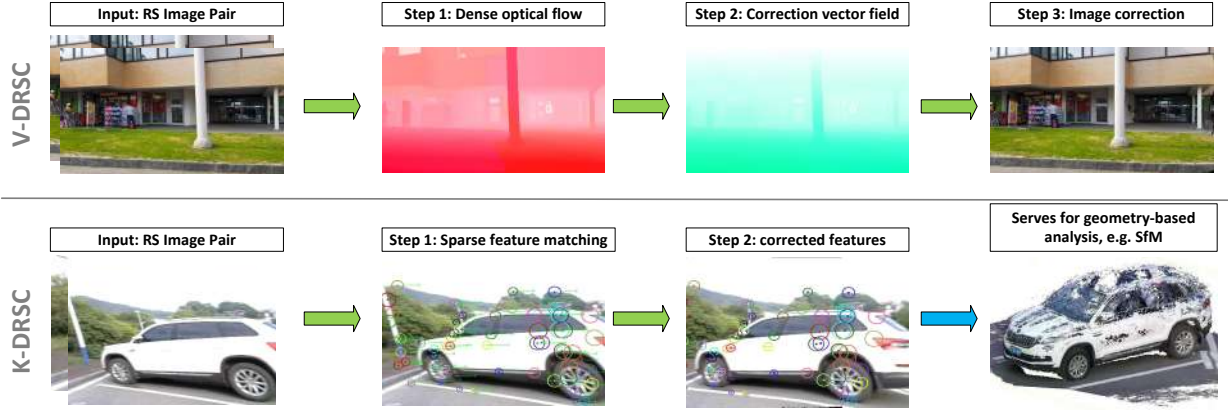 V-DRSC
Input: RS Image Pair
Step 1: Dense optical flow
Step 2: Correction vector field
Step 3: Image correction
K-DRSC
Input: RS Image Pair
Step 1: Sparse feature matching
Step 2: corrected features
Serves for geometry-based
analysis, e.g. SfM